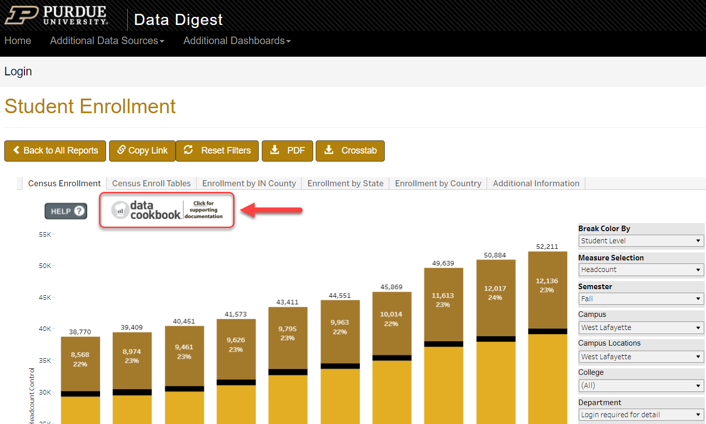 PURDUE
UNIVERSITY®
Data Digest
Home Additional Data Sources Additional Dashboards
Login
Student Enrollment
Back to All Reports Copy Link Reset Filters PDF Crosstab
Census Enrollment Census Enroll Tables Enrollment by IN County Enrollment by State Enrollment by Country Additional Information
HELP ?
data
cookbook
Click for
supporting
documentation
55K
50K
45K
40K
35K
30K
Headcount Control
38,770
8,568
22%
39,409
8,974
23%
40,451
9,461
23%
41,573
9,626
23%
43,411
9,795
23%
44,551
9,963
22%
45,869
10,014
22%
49,639
11,613
23%
50,884
12,017
24%
52,211
12,136
23%
Break Color By
Student Level
Measure Selection
Headcount
Semester
Fall
Campus
West Lafayette
Campus Locations
West Lafayette
College
(All)
Department
Login required for detail